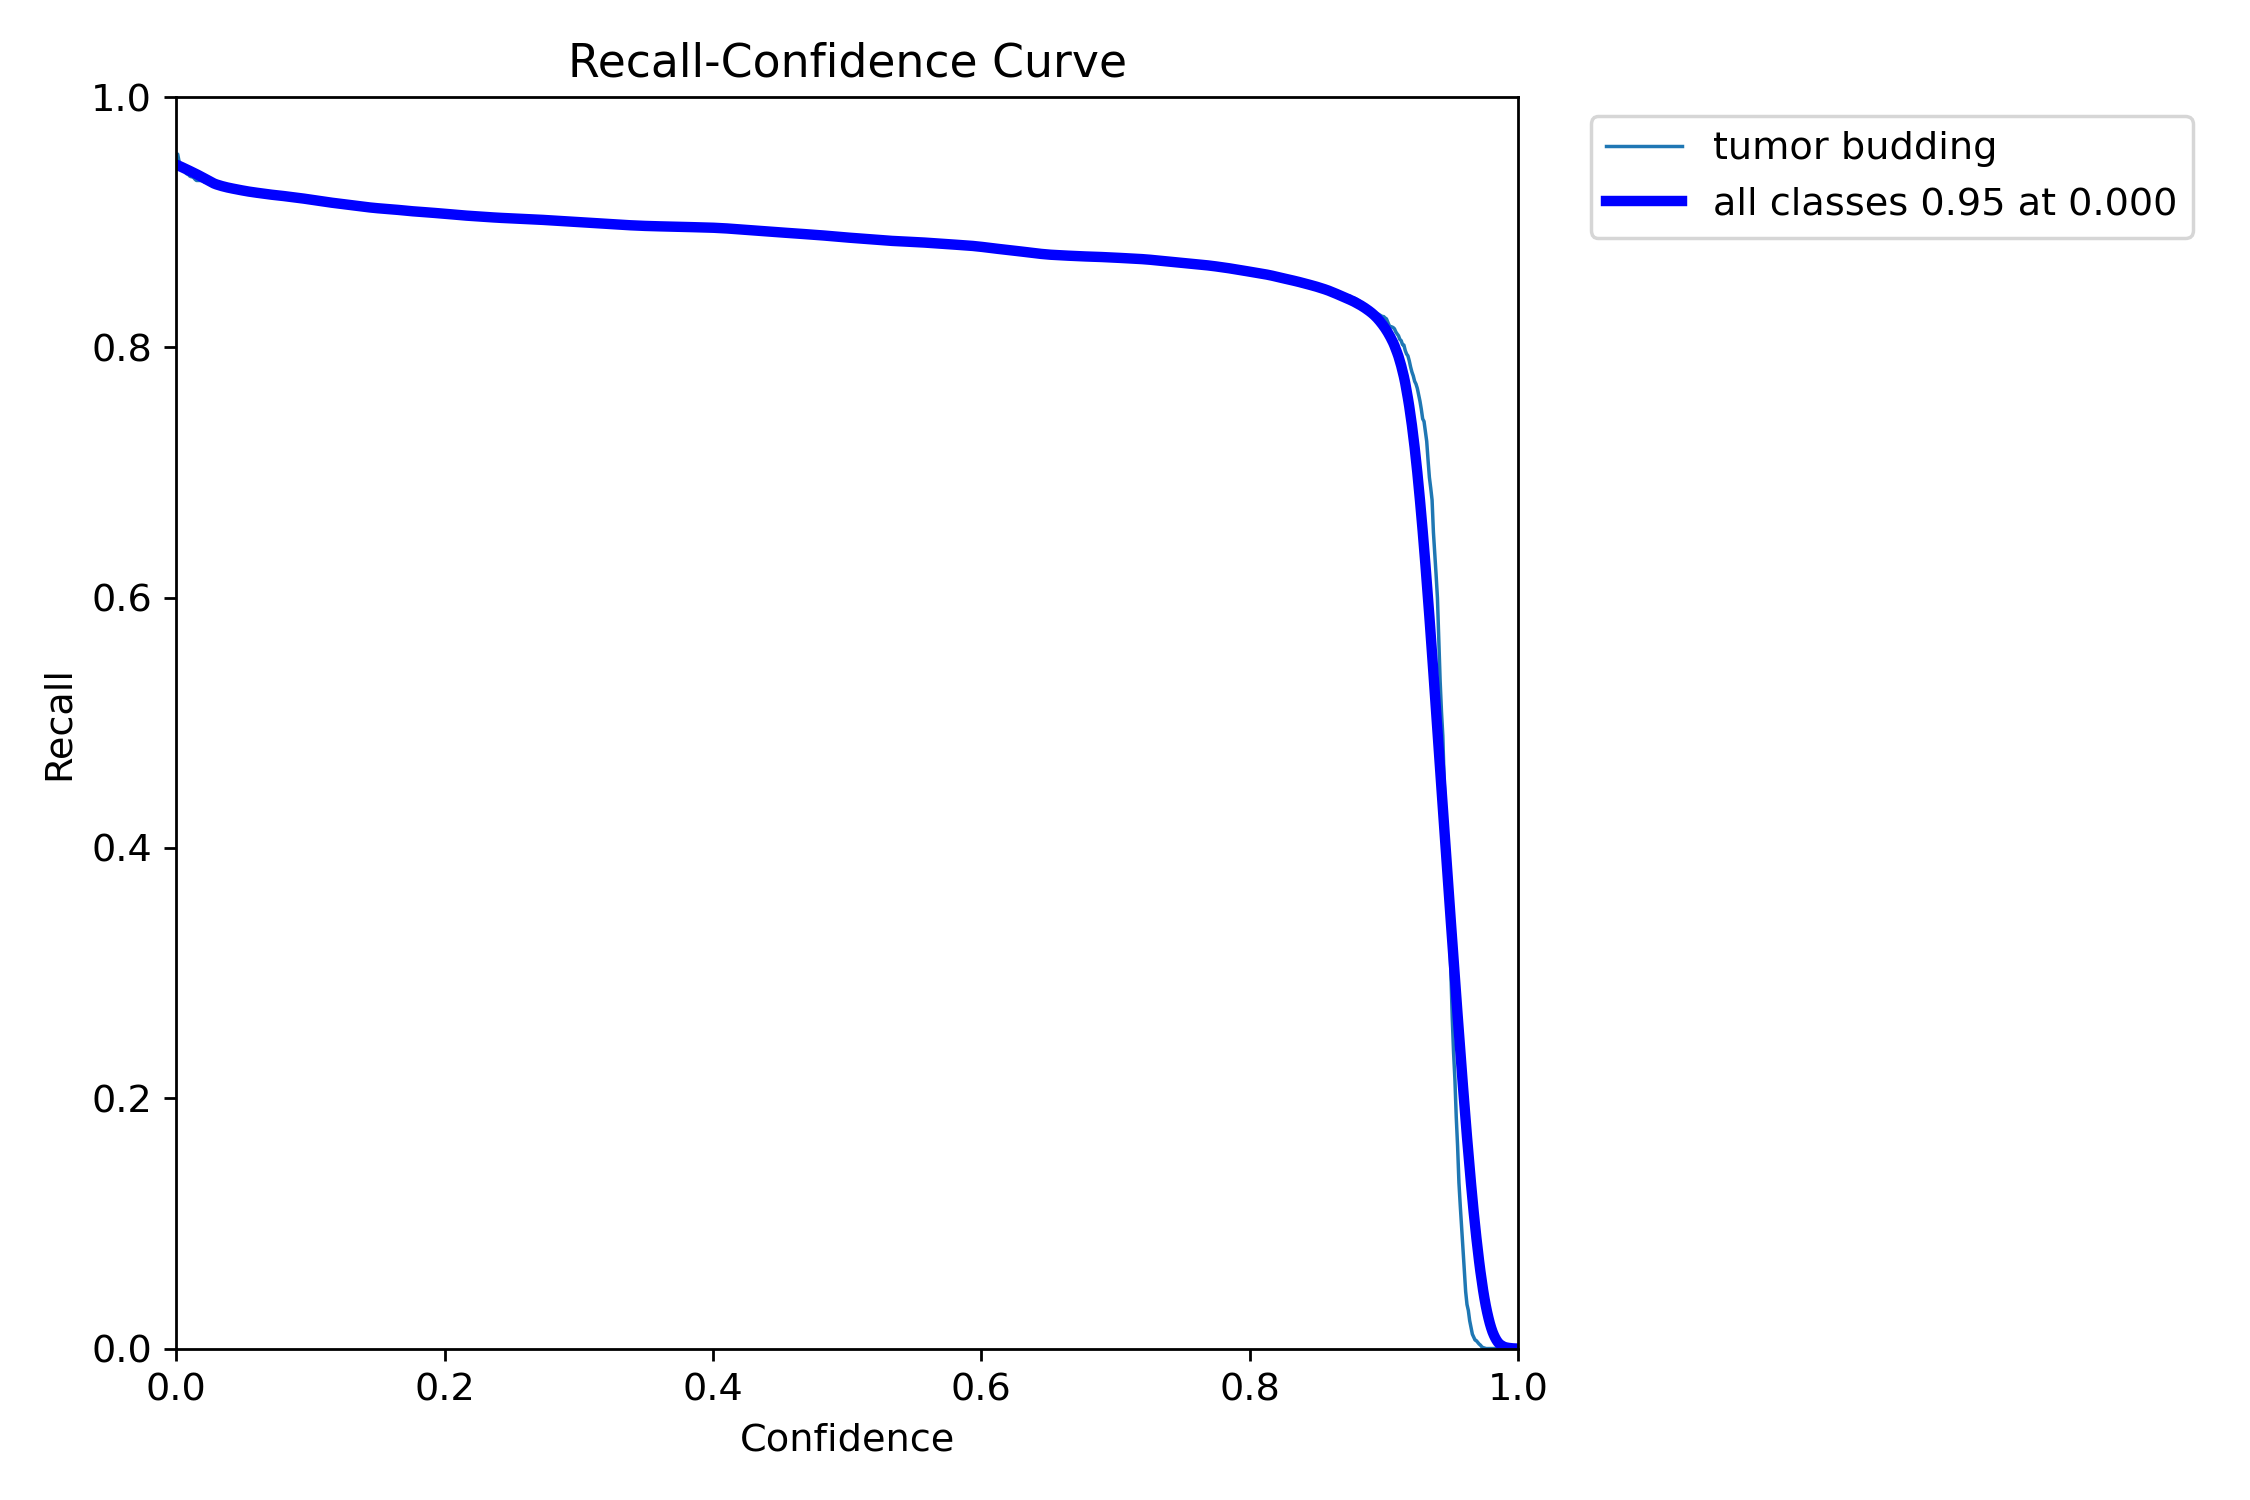 Recall-Confidence Curve
tumor budding
all classes 0.95 at 0.000
1.0
0.8
0.6
0.4
0.2
0.0
Recall
0.0 0.2 0.4 0.6 0.8 1.0
Confidence